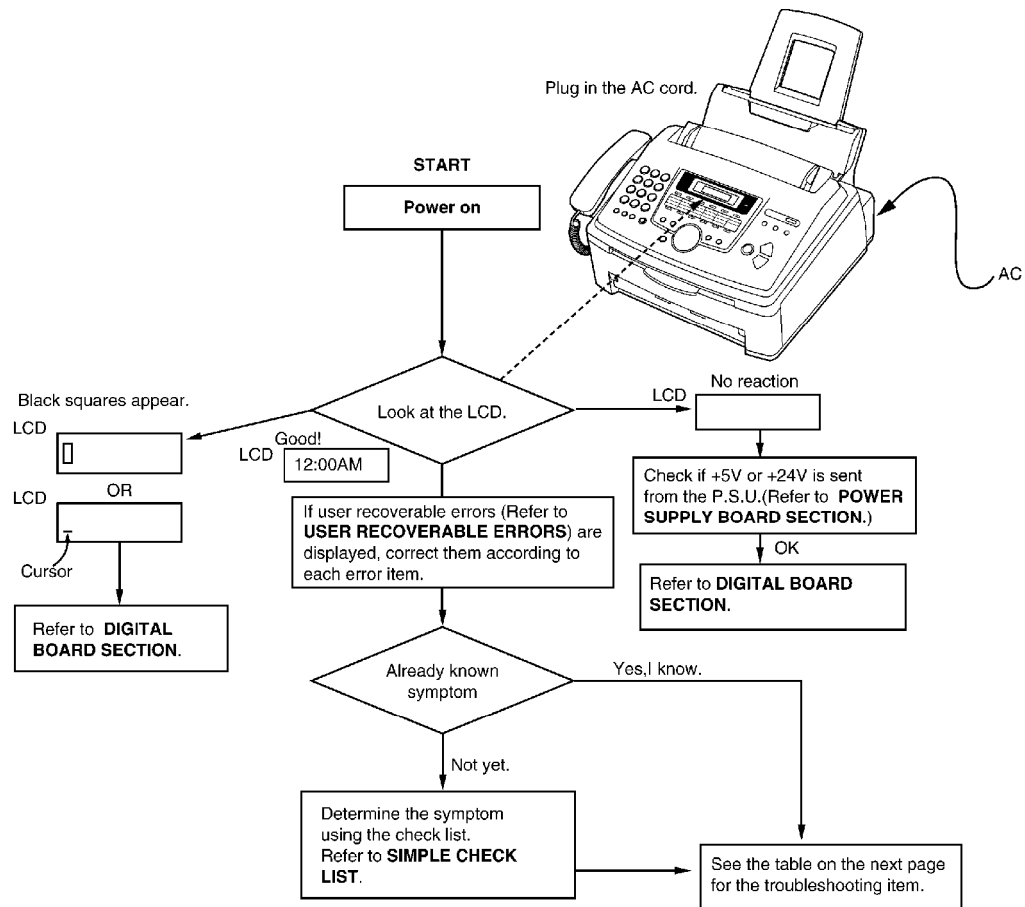 Plug in the AC cord.
START
Power on
AC
Look at the LCD.
Black squares appear.
LCD
OR
LCD
Cursor
Refer to DIGITAL
BOARD SECTION.
Good!
LCD
12:00AM
If user recoverable errors (Refer to
USER RECOVERABLE ERRORS) are
displayed, correct them according to
each error item.
No reaction
LCD
Check if +5V or +24V is sent
from the P.S.U.(Refer to POWER
SUPPLY BOARD SECTION.)
OK
Refer to DIGITAL BOARD
SECTION.
Already known
symptom
Yes,I know.
Not yet.
Determine the symptom
using the check list.
Refer to SIMPLE CHECK
LIST.
See the table on the next page
for the troubleshooting item.